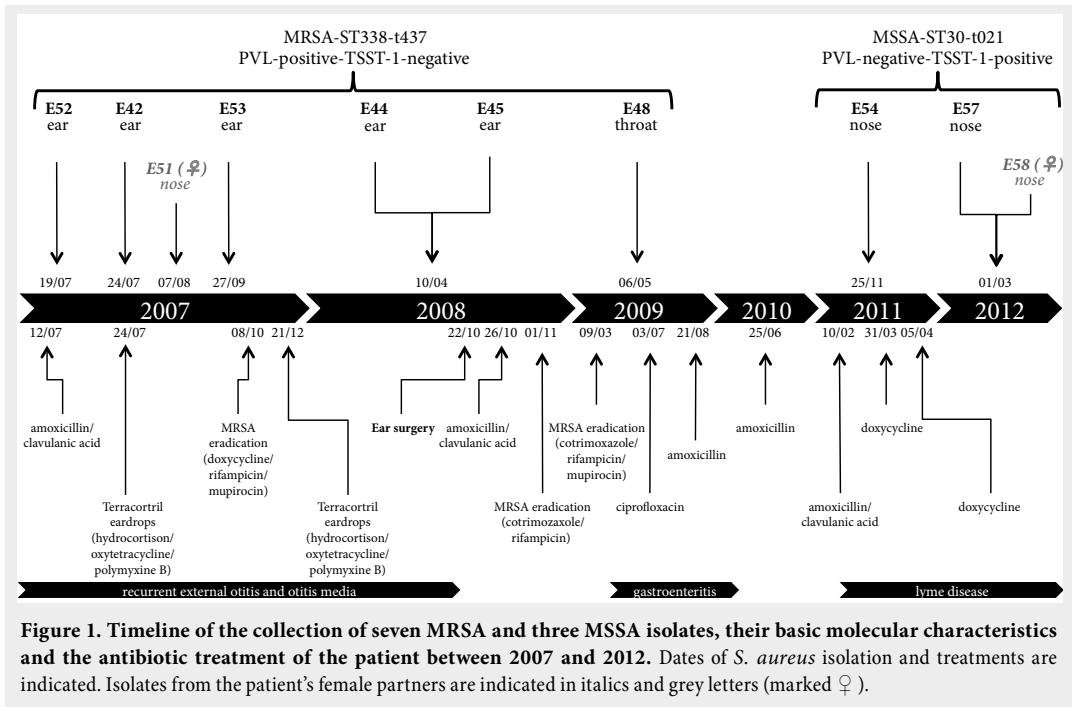 MRSA-ST338-t437
PVL-positive-TSST-1-negative
MSSA-ST30-t021
PVL-negative-TSST-1-positive
E52
ear
E42
ear
E53
ear
E44
ear
E45
ear
E48
throat
E54
nose
E57
nose
E51 (♀)
nose
E58 (♀)
nose
19/07
24/07
07/08
27/09
10/04
06/05
25/11
01/03
2007
2008
2009
2010
2011
2012
12/07
24/07
08/10
21/12
22/10
26/10
01/11
09/03
03/07
21/08
25/06
10/02
31/03
05/04
amoxicillin/
clavulanic acid
MRSA
eradication
(doxycycline/
rifampicin/
mupirocin)
Ear surgery
amoxicillin/
clavulanic acid
MRSA eradication
(cotrimoxazole/
rifampicin/
mupirocin)
amoxicillin
amoxicillin
doxycycline
Terracortril
eardrops
(hydrocortison/
oxytetracycline/
polymyxine B)
Terracortril
eardrops
(hydrocortison/
oxytetracycline/
polymyxine B)
MRSA eradication
(cotrimozaxole/
rifampicin)
ciprofloxacin
amoxicillin/
clavulanic acid
doxycycline
recurrent external otitis and otitis media
gastroenteritis
lyme disease
Figure 1. Timeline of the collection of seven MRSA and three MSSA isolates, their basic molecular characteristics
and the antibiotic treatment of the patient between 2007 and 2012. Dates of S. aureus isolation and treatments are
indicated. Isolates from the patient's female partners are indicated in italics and grey letters (marked ♀ ).